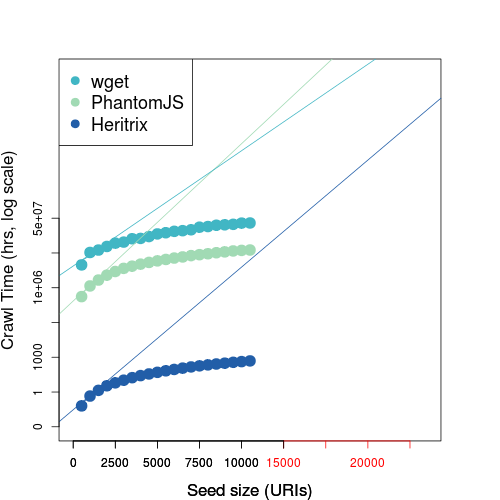 wget
PhantomJS
Heritrix
Crawl Time (hrs, log scale)
5e+07
1e+06
1000
1
0
0 2500 5000 7500 10000 15000 20000
Seed size (URIs)